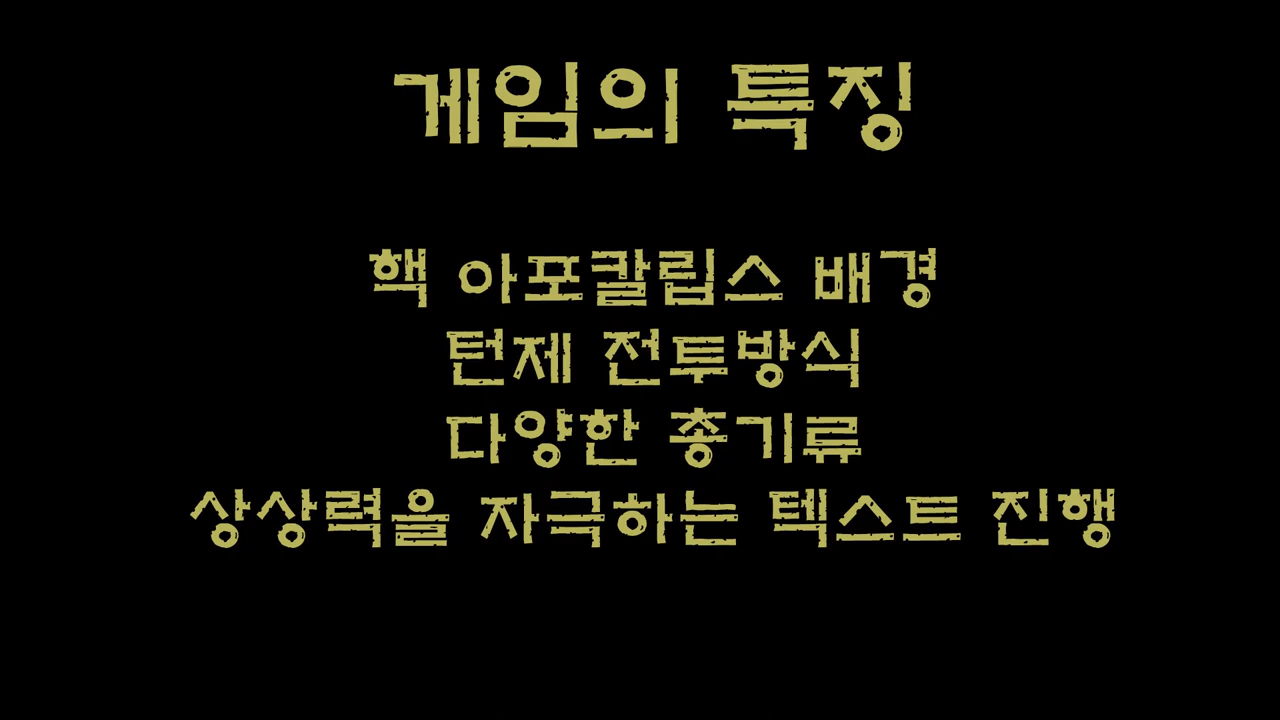 게임의 특징
핵 아포칼립스 배경
턴제 전투방식
다양한 총기류
상상력을 자극하는 텍스트 진행